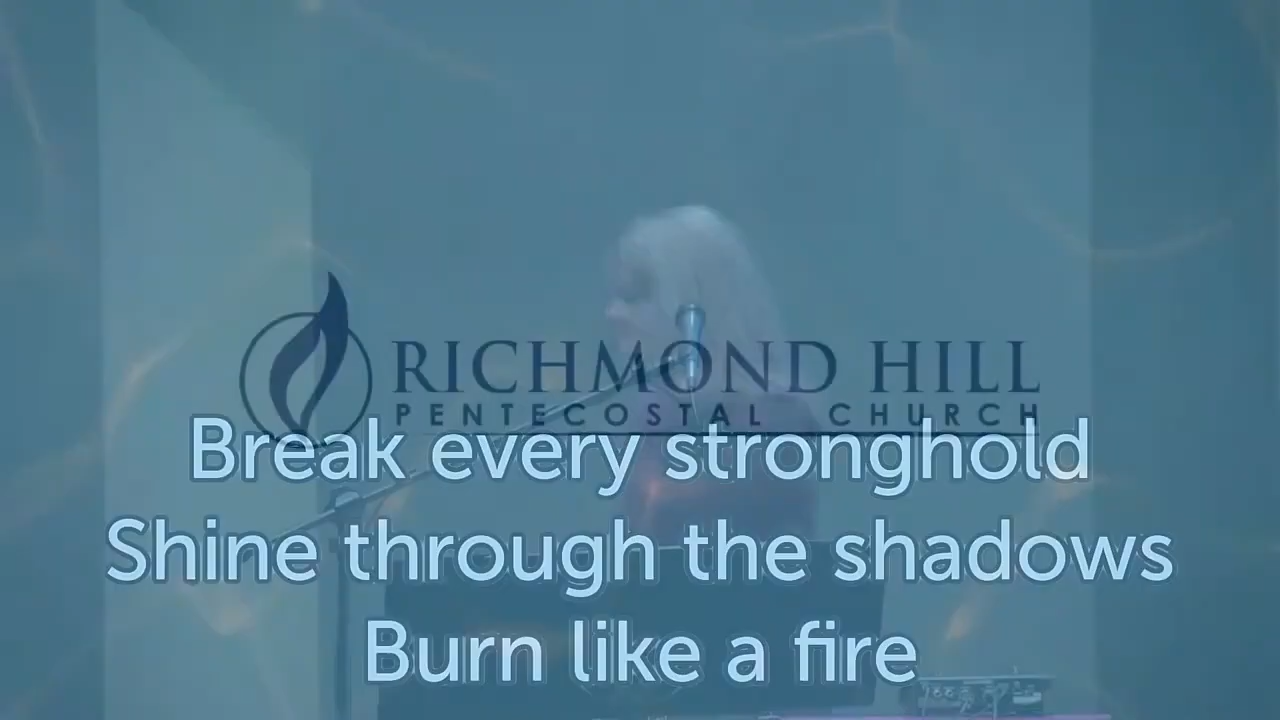 RICHMOND HILL
PENTECOSTAL CHURCH
Break every stronghold
Shine through the shadows
Burn like a fire